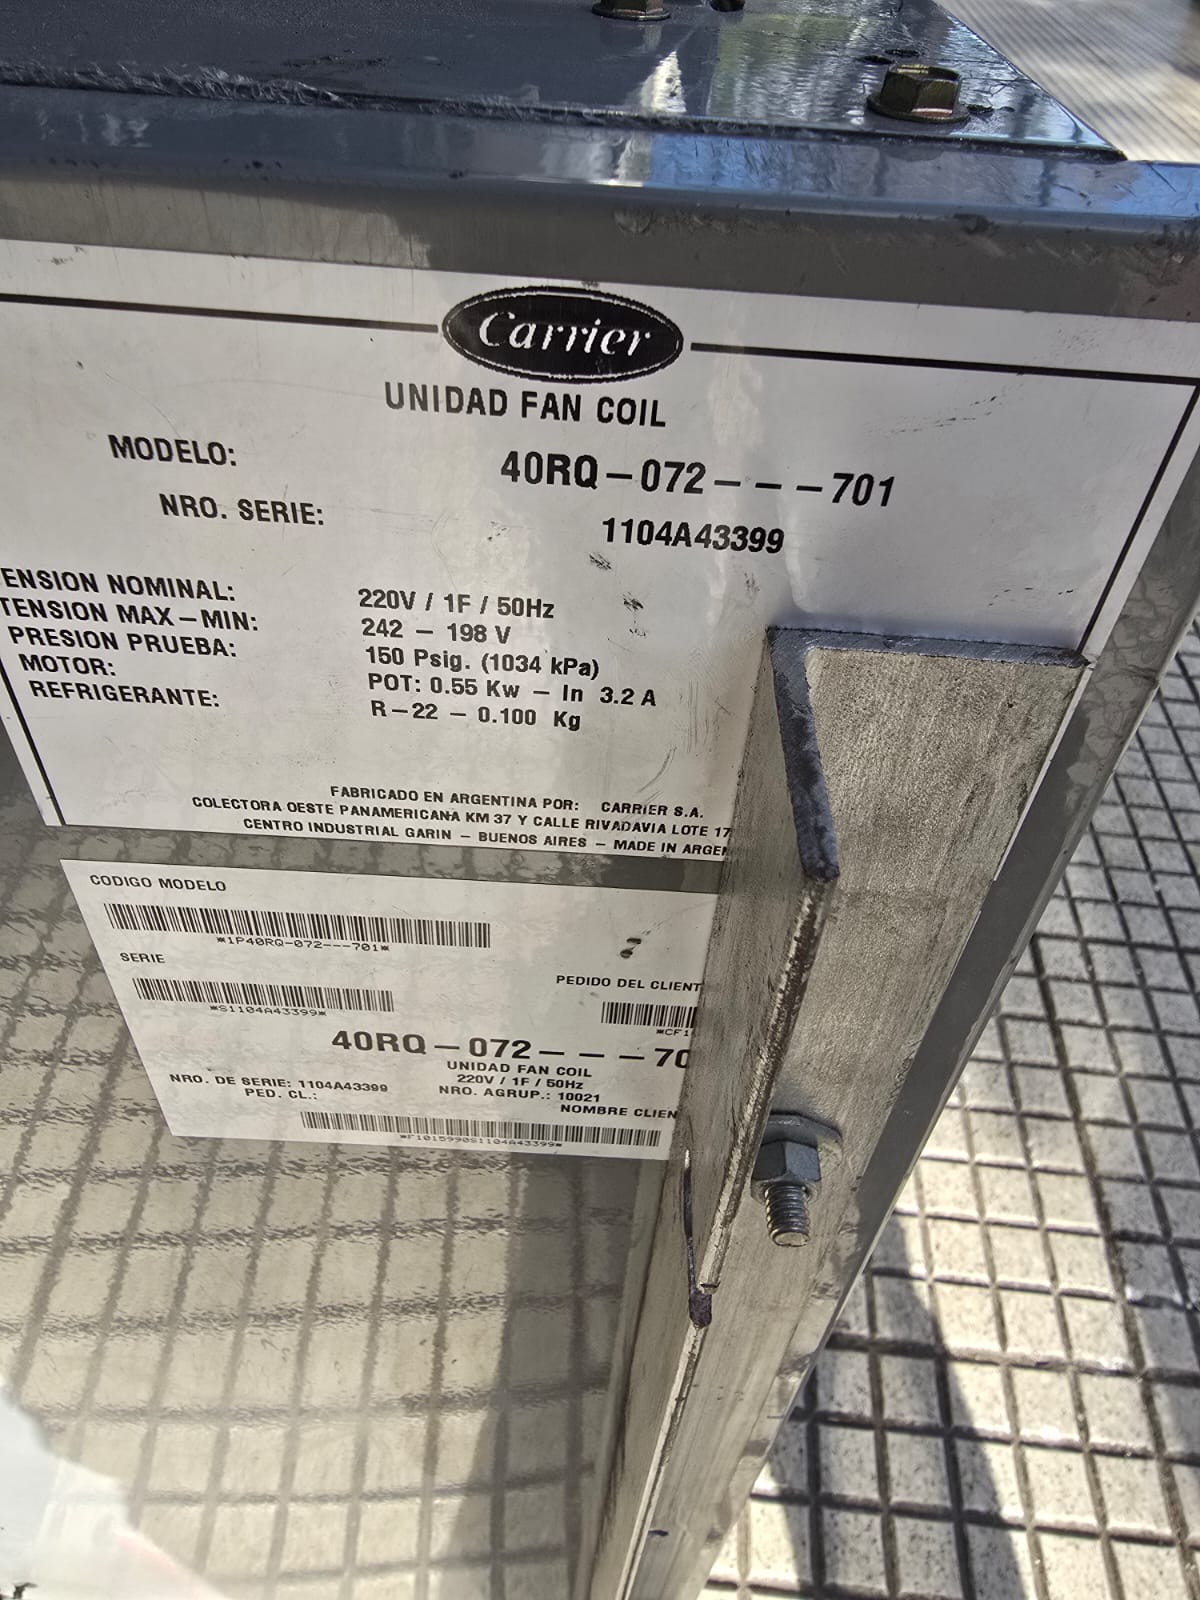 Carrier
UNIDAD FAN COIL
MODELO: 40RQ-072- - -701
NRO. SERIE: 1104A43399
ENSION NOMINAL: 220V / 1F / 50Hz
TENSION MAX-MIN: 242 - 198 V
PRESION PRUEBA: 150 Psig. (1034 kPa)
MOTOR: POT: 0.55 Kw - In 3.2 A
REFRIGERANTE: R-22 - 0.100 Kg
FABRICADO EN ARGENTINA POR: CARRIER S.A.
COLECTORA OESTE PANAMERICANA KM 37 Y CALLE RIVADAVIA LOTE 17
CENTRO INDUSTRIAL GARIN - BUENOS AIRES - MADE IN ARGEN
CODIGO MODELO
*1P40RQ-072---701*
SERIE
*S1104A43399*
PEDIDO DEL CLIENT
*CF1
40RQ-072- - -70
UNIDAD FAN COIL
220V / 1F / 50Hz
NRO. DE SERIE: 1104A43399 NRO. AGRUP.: 10021
PED. CL.:
NOMBRE CLIEN
*F1015990S1104A43399*